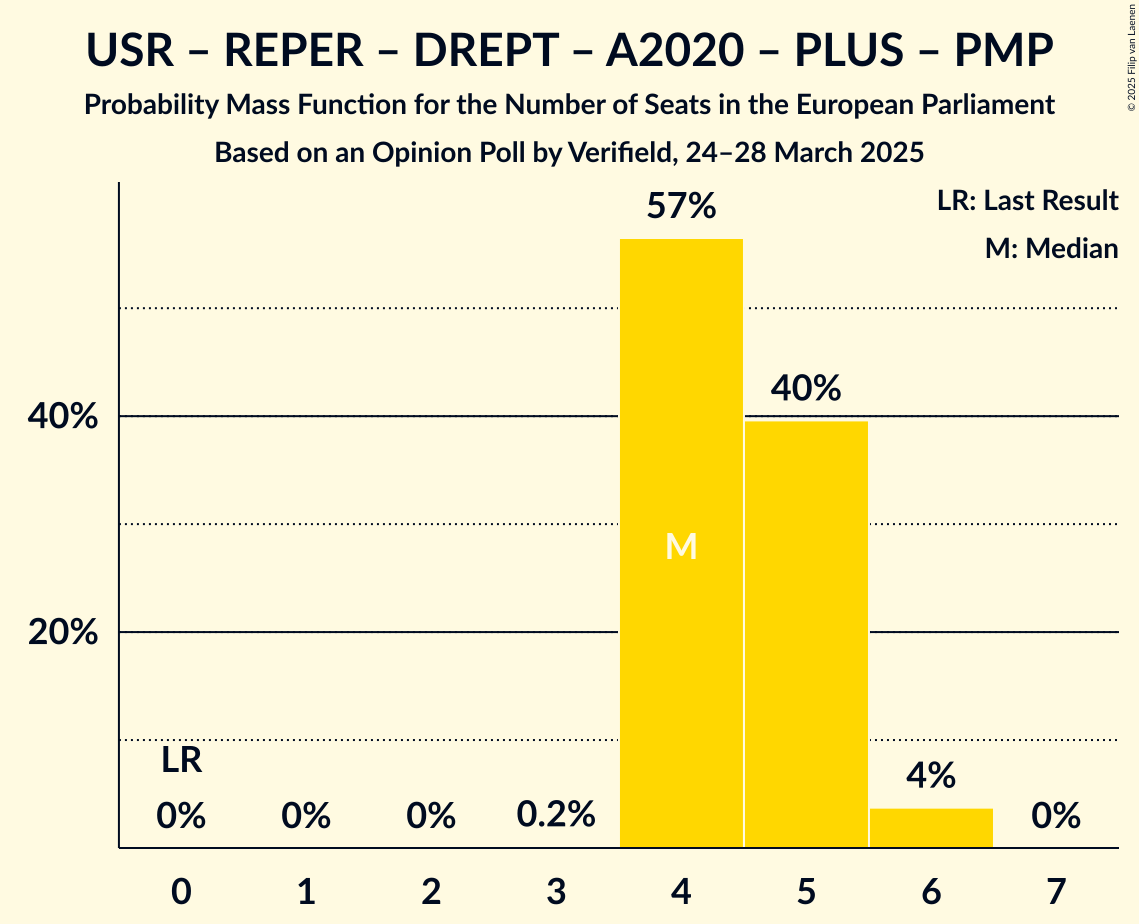 USR – REPER – DREPT – A2020 – PLUS – PMP
Probability Mass Function for the Number of Seats in the European Parliament
Based on an Opinion Poll by Verifield, 24–28 March 2025
© 2025 Filip van Laenen
LR: Last Result
M: Median
57%
40%
40%
M
20%
LR
4%
0% 0% 0% 0.2% 0%
0 1 2 3 4 5 6 7